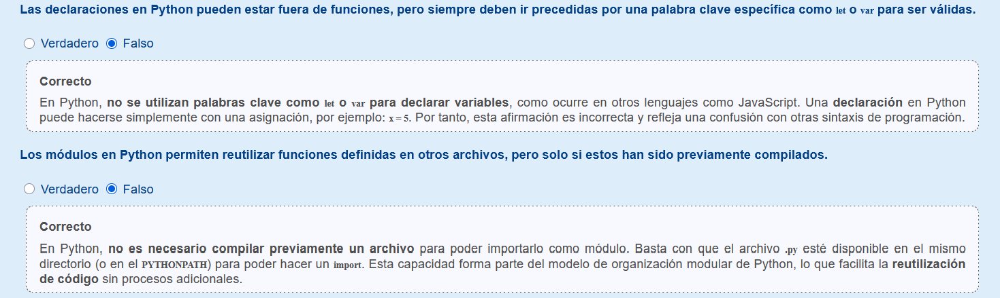 Las declaraciones en Python pueden estar fuera de funciones, pero siempre deben ir precedidas por una palabra clave específica como let o var para ser válidas.
Verdadero Falso
Correcto
En Python, no se utilizan palabras clave como let o var para declarar variables, como ocurre en otros lenguajes como JavaScript. Una declaración en Python
puede hacerse simplemente con una asignación, por ejemplo: x = 5. Por tanto, esta afirmación es incorrecta y refleja una confusión con otras sintaxis de programación.
Los módulos en Python permiten reutilizar funciones definidas en otros archivos, pero solo si estos han sido previamente compilados.
Verdadero Falso
Correcto
En Python, no es necesario compilar previamente un archivo para poder importarlo como módulo. Basta con que el archivo .py esté disponible en el mismo
directorio (o en el PYTHONPATH) para poder hacer un import. Esta capacidad forma parte del modelo de organización modular de Python, lo que facilita la reutilización
de código sin procesos adicionales.